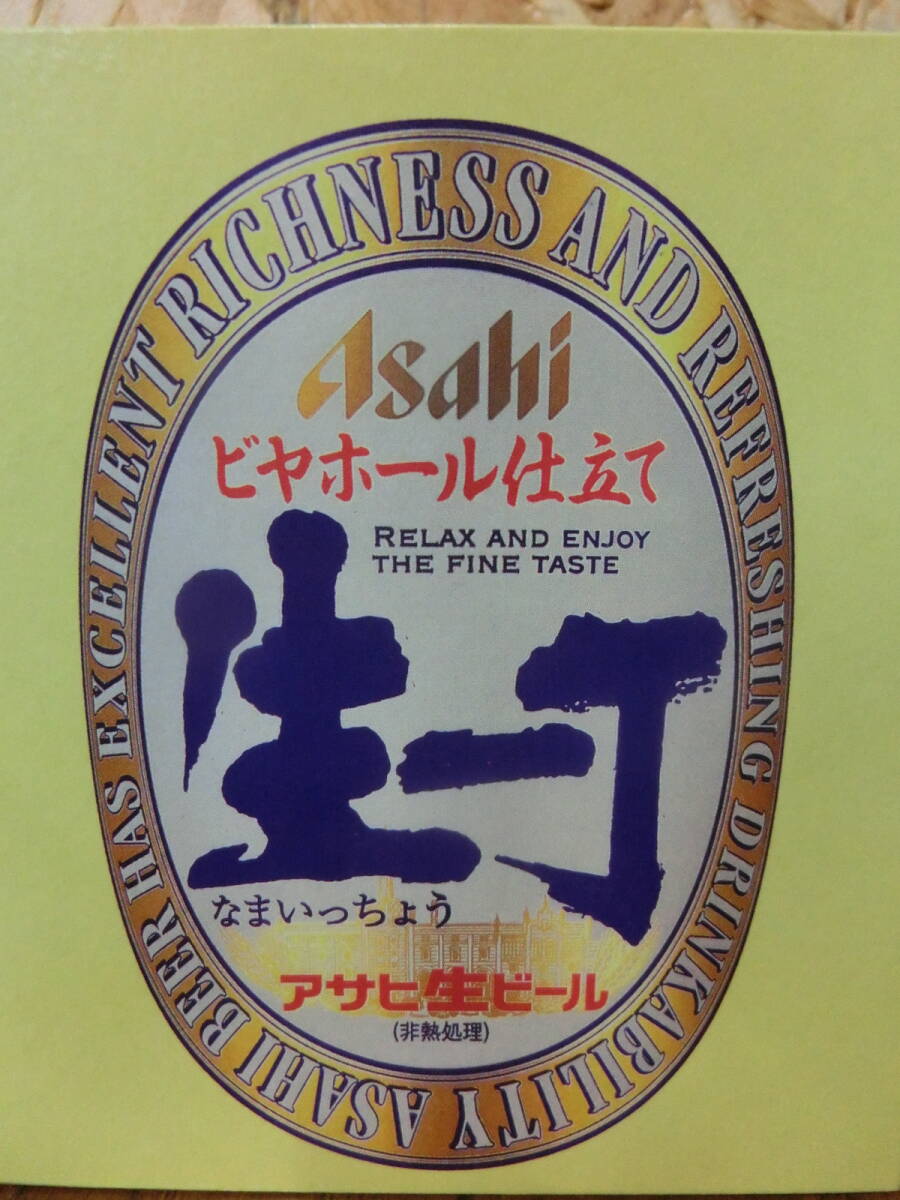 ASAHI BEER HAS EXCELLENT RICHNESS AND REFRESHING DRINKABILITY
Asahi
ビヤホール仕立て
RELAX AND ENJOY
THE FINE TASTE
生一丁
なまいっちょう
アサヒ生ビール
(非熱処理)